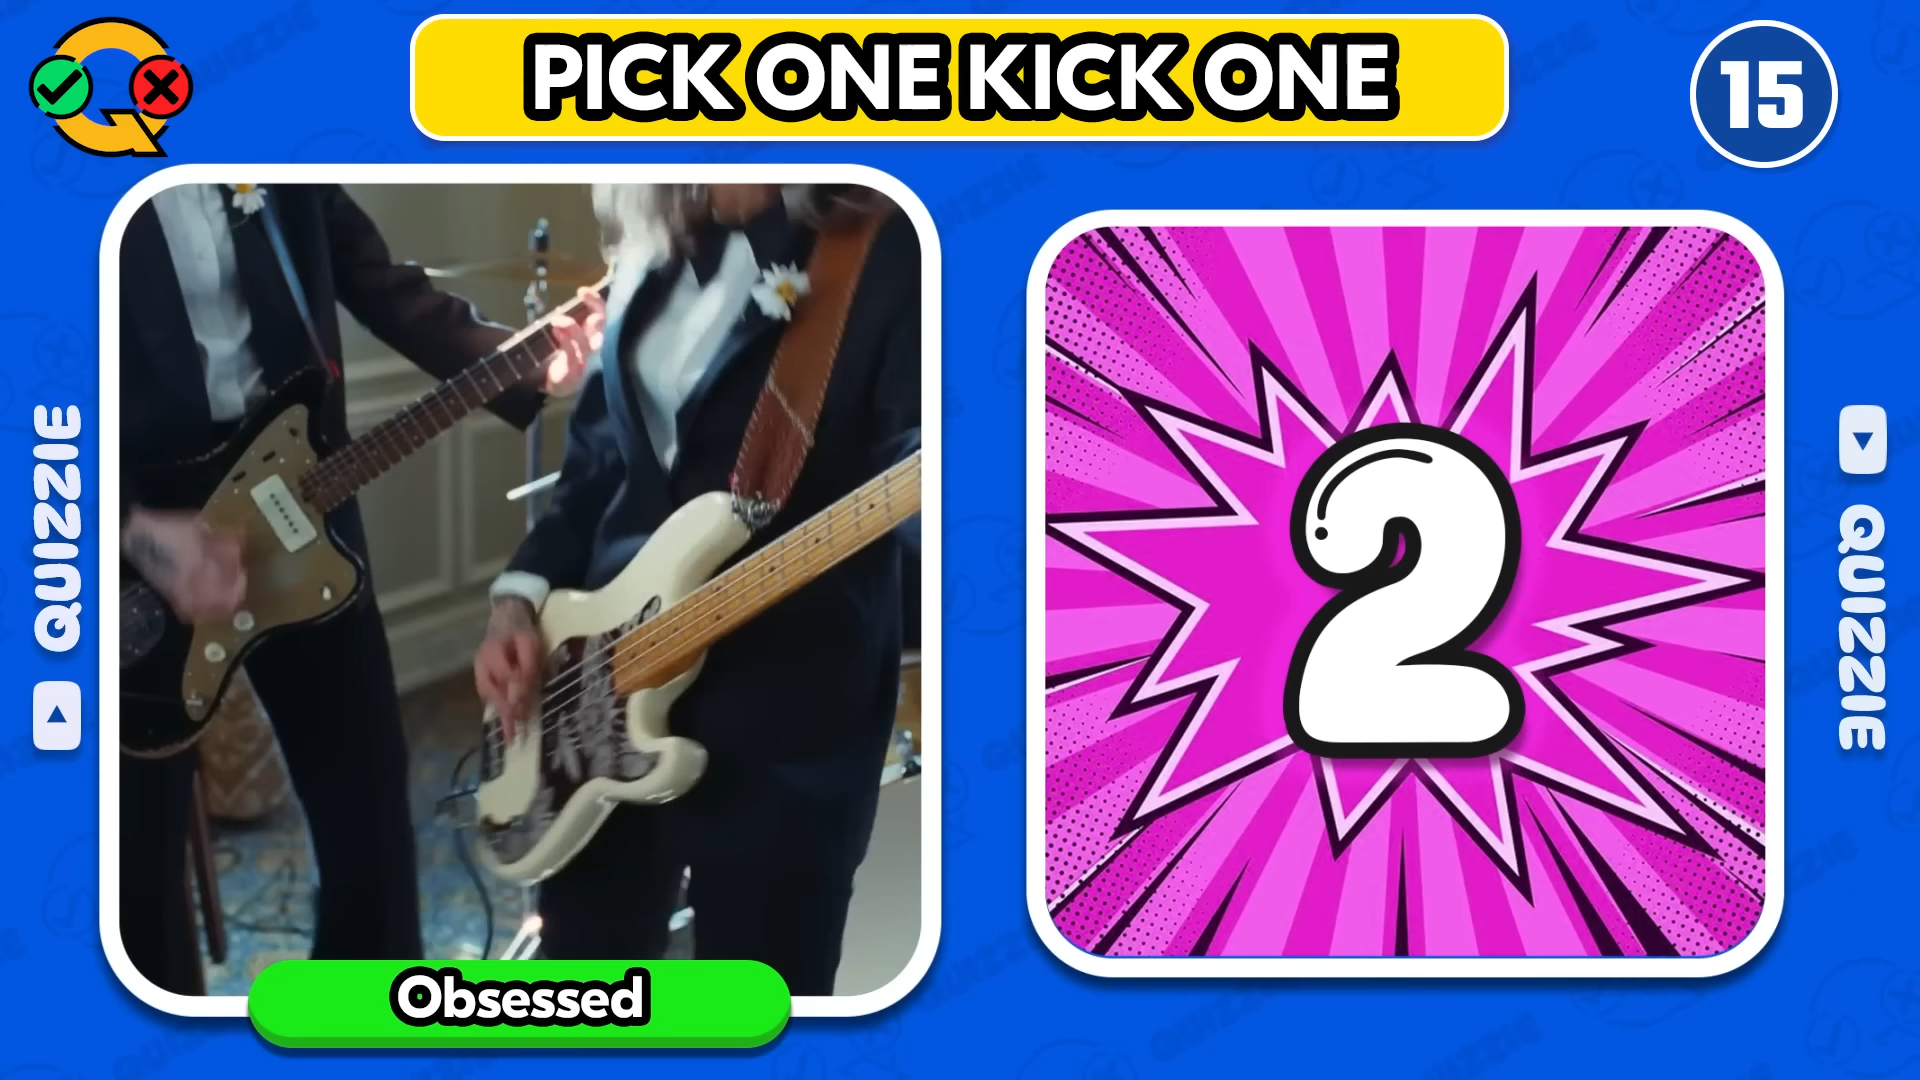 PICK ONE KICK ONE
15
QUIZZIE
2
QUIZZIE
Obsessed